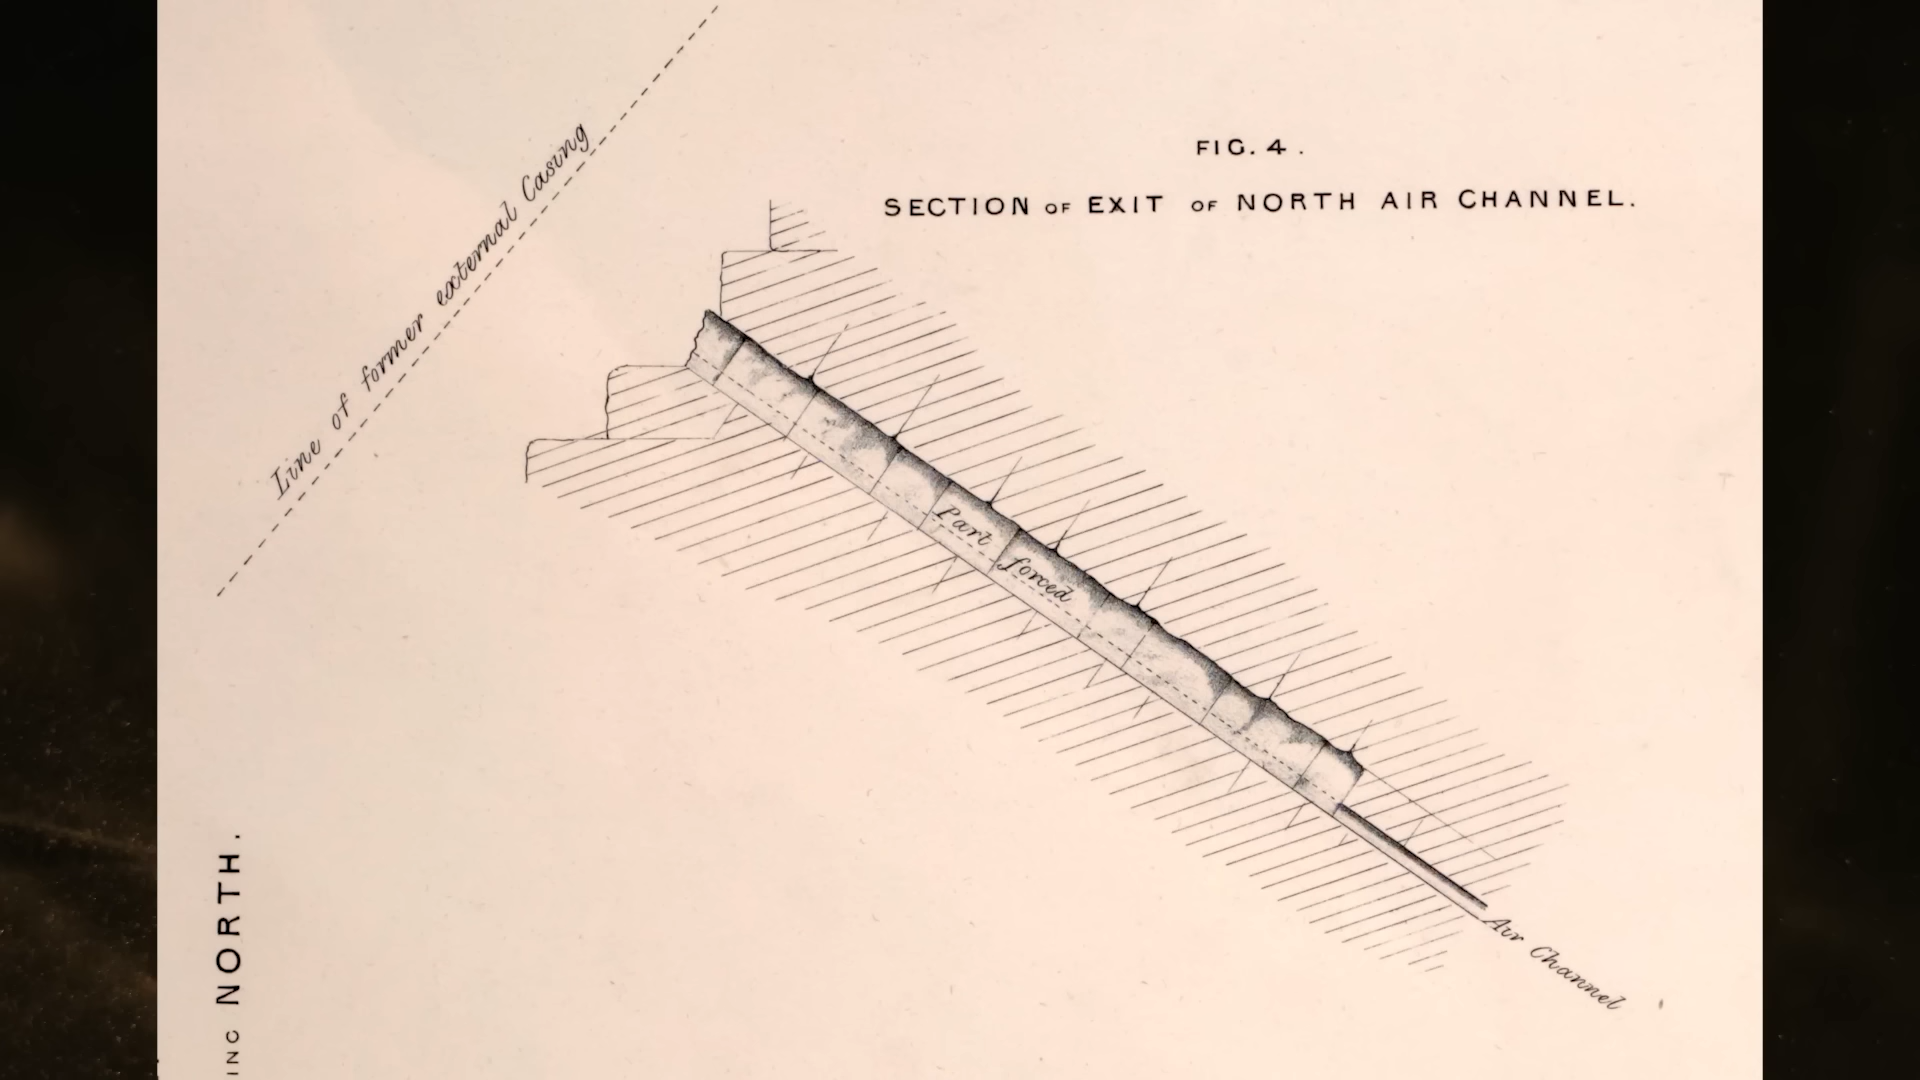 FIG. 4.
SECTION OF EXIT OF NORTH AIR CHANNEL.
Line of former external Casing
Part forced
Air Channel
NORTH.